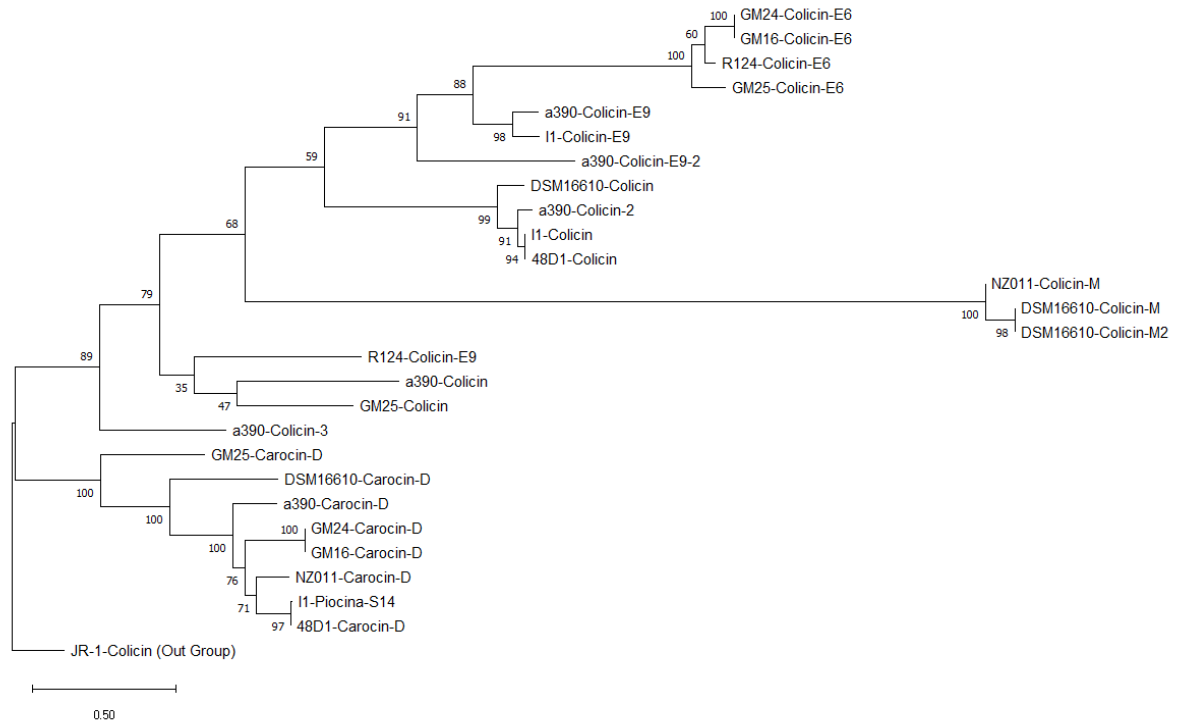 100
GM24-Colicin-E6
60
GM16-Colicin-E6
100
R124-Colicin-E6
88
GM25-Colicin-E6
91
a390-Colicin-E9
98
I1-Colicin-E9
59
a390-Colicin-E9-2
DSM16610-Colicin
99
a390-Colicin-2
68
91
I1-Colicin
94
48D1-Colicin
NZ011-Colicin-M
79
100
DSM16610-Colicin-M
98
DSM16610-Colicin-M2
89
R124-Colicin-E9
35
a390-Colicin
47
GM25-Colicin
a390-Colicin-3
GM25-Carocin-D
100
DSM16610-Carocin-D
100
a390-Carocin-D
100
100
GM24-Carocin-D
GM16-Carocin-D
76
NZ011-Carocin-D
71
I1-Piocina-S14
97
48D1-Carocin-D
JR-1-Colicin (Out Group)
0.50